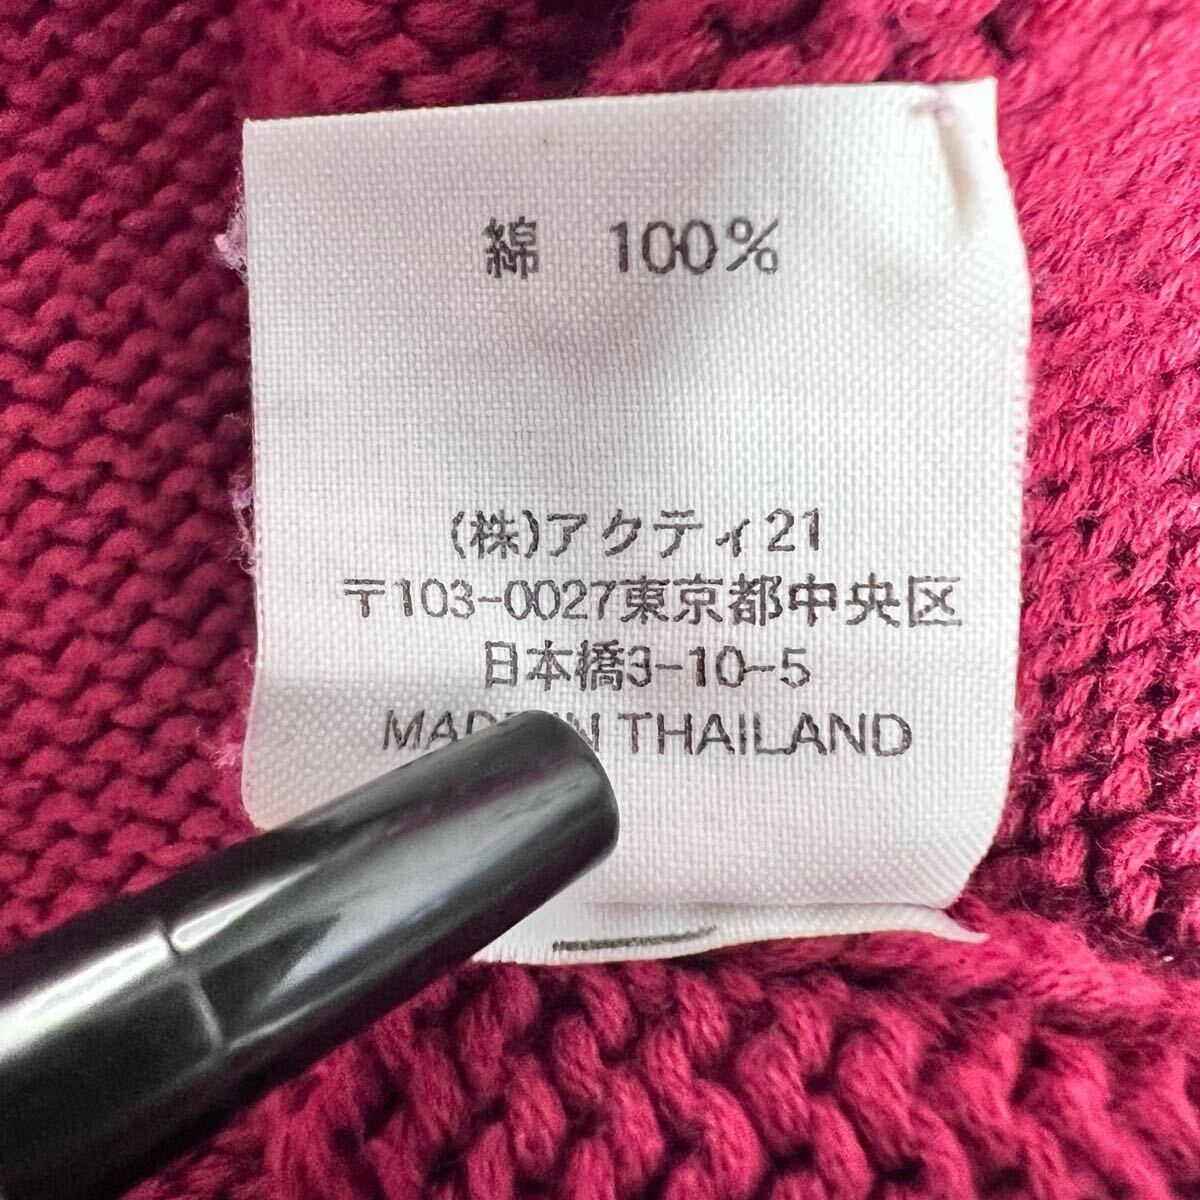 綿 100%
(株)アクティ21
〒103-0027東京都中央区
日本橋3-10-5
MADE IN THAILAND